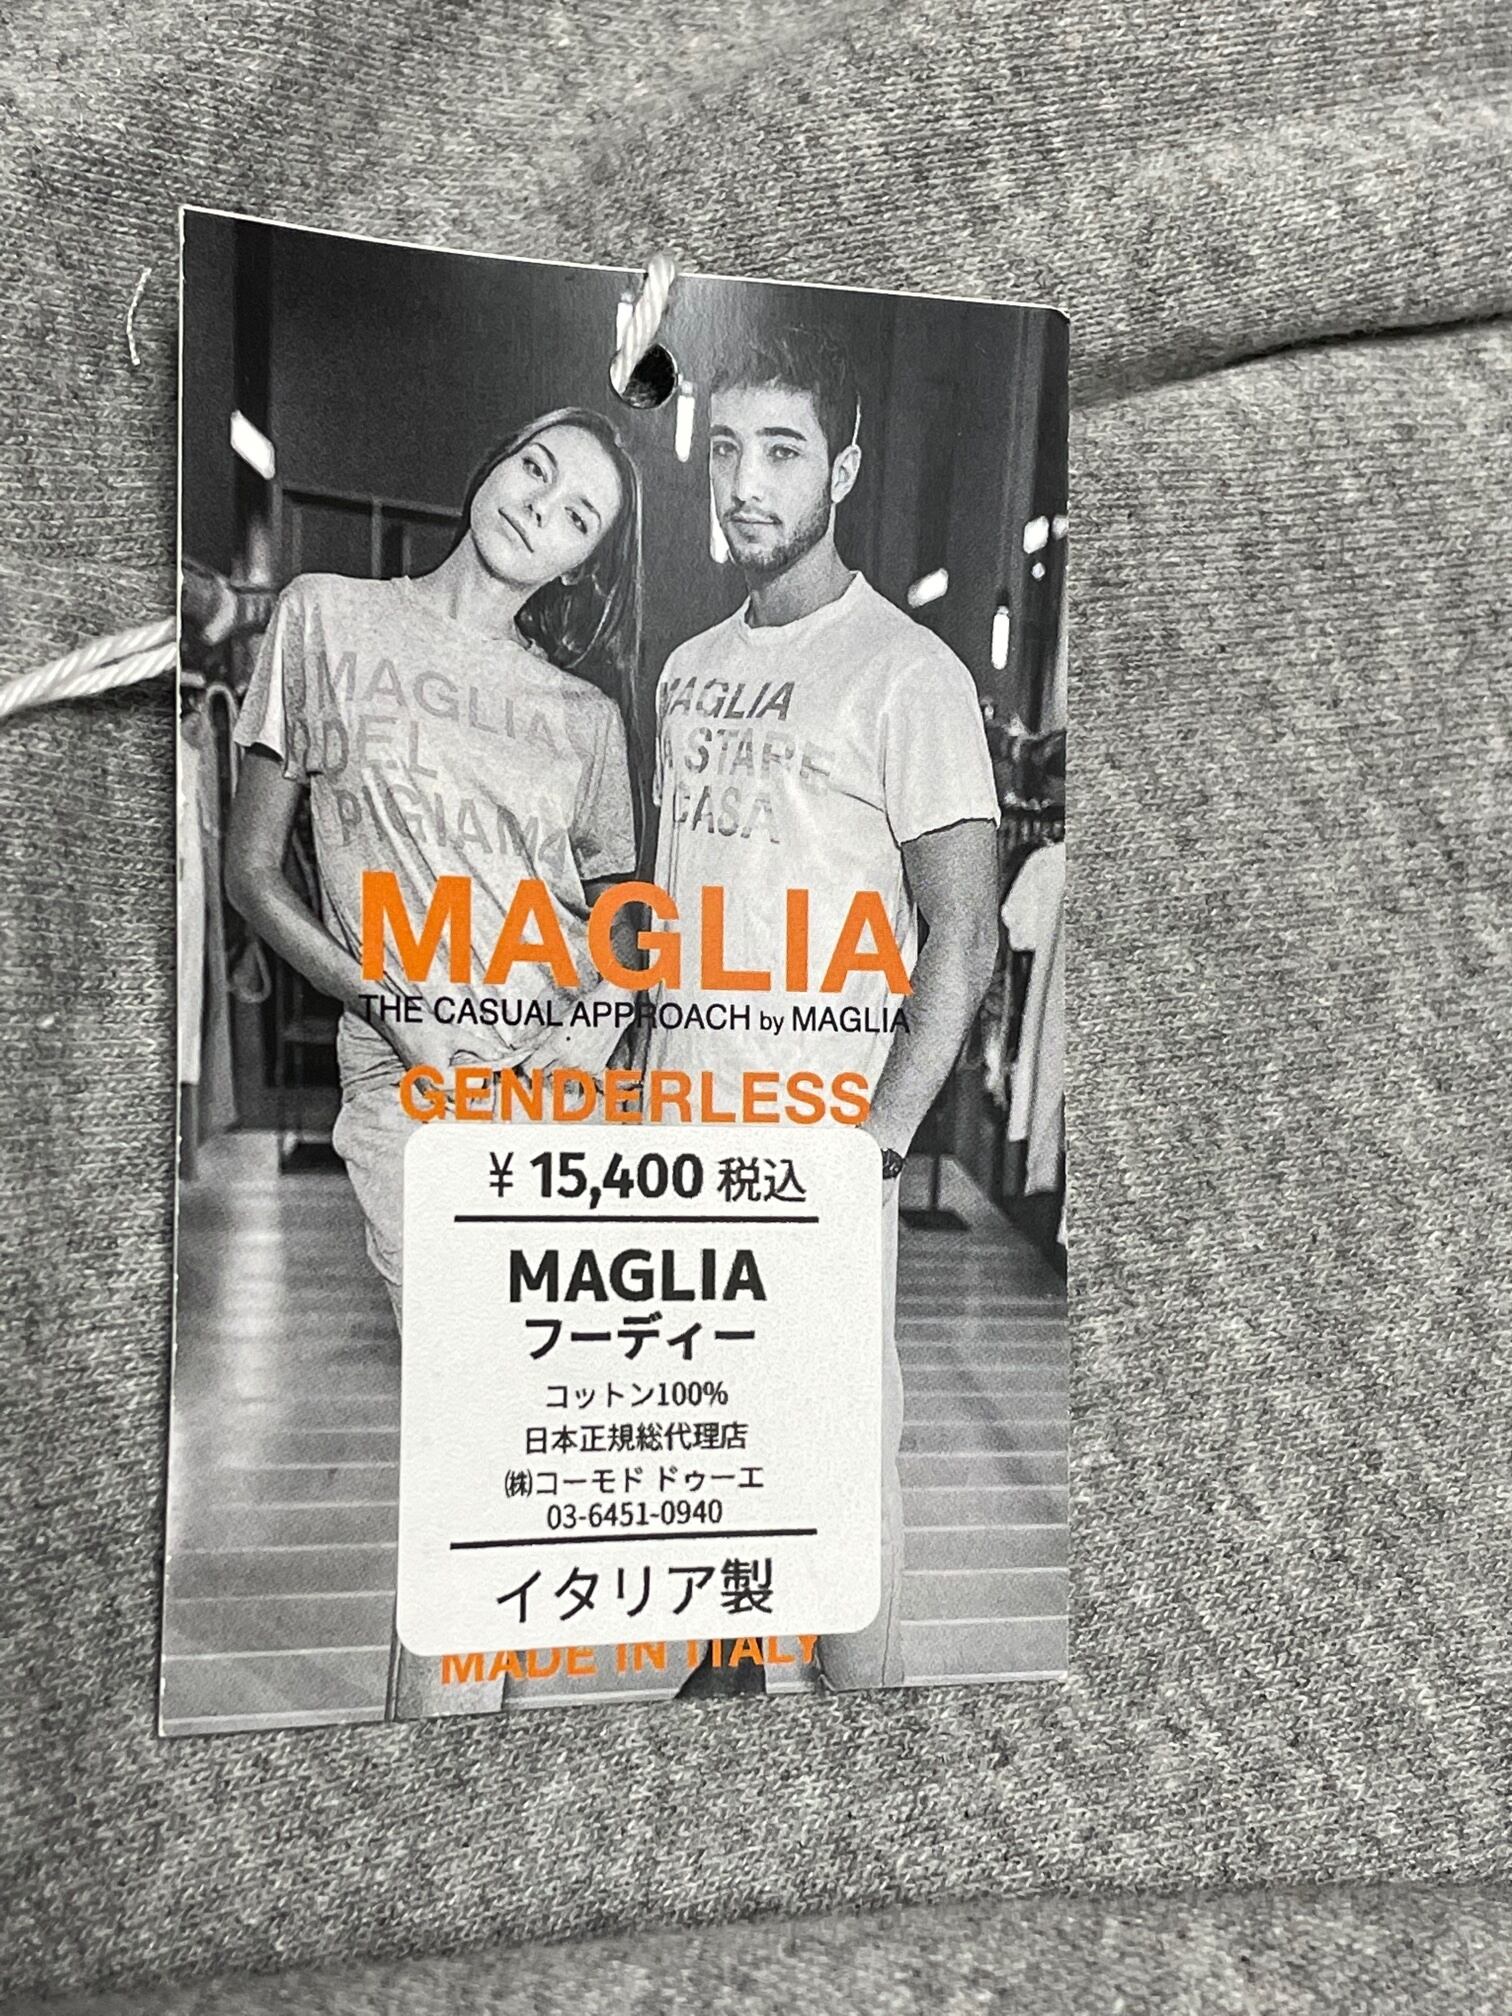 MAGLIA
DEL
PIGIAMA
MAGLIA
A STARE
CASA
MAGLIA
THE CASUAL APPROACH by MAGLIA
GENDERLESS
¥ 15,400 税込
MAGLIA
フーディー
コットン100%
日本正規総代理店
㈱コーモド ドゥーエ
03-6451-0940
イタリア製
MADE IN ITALY